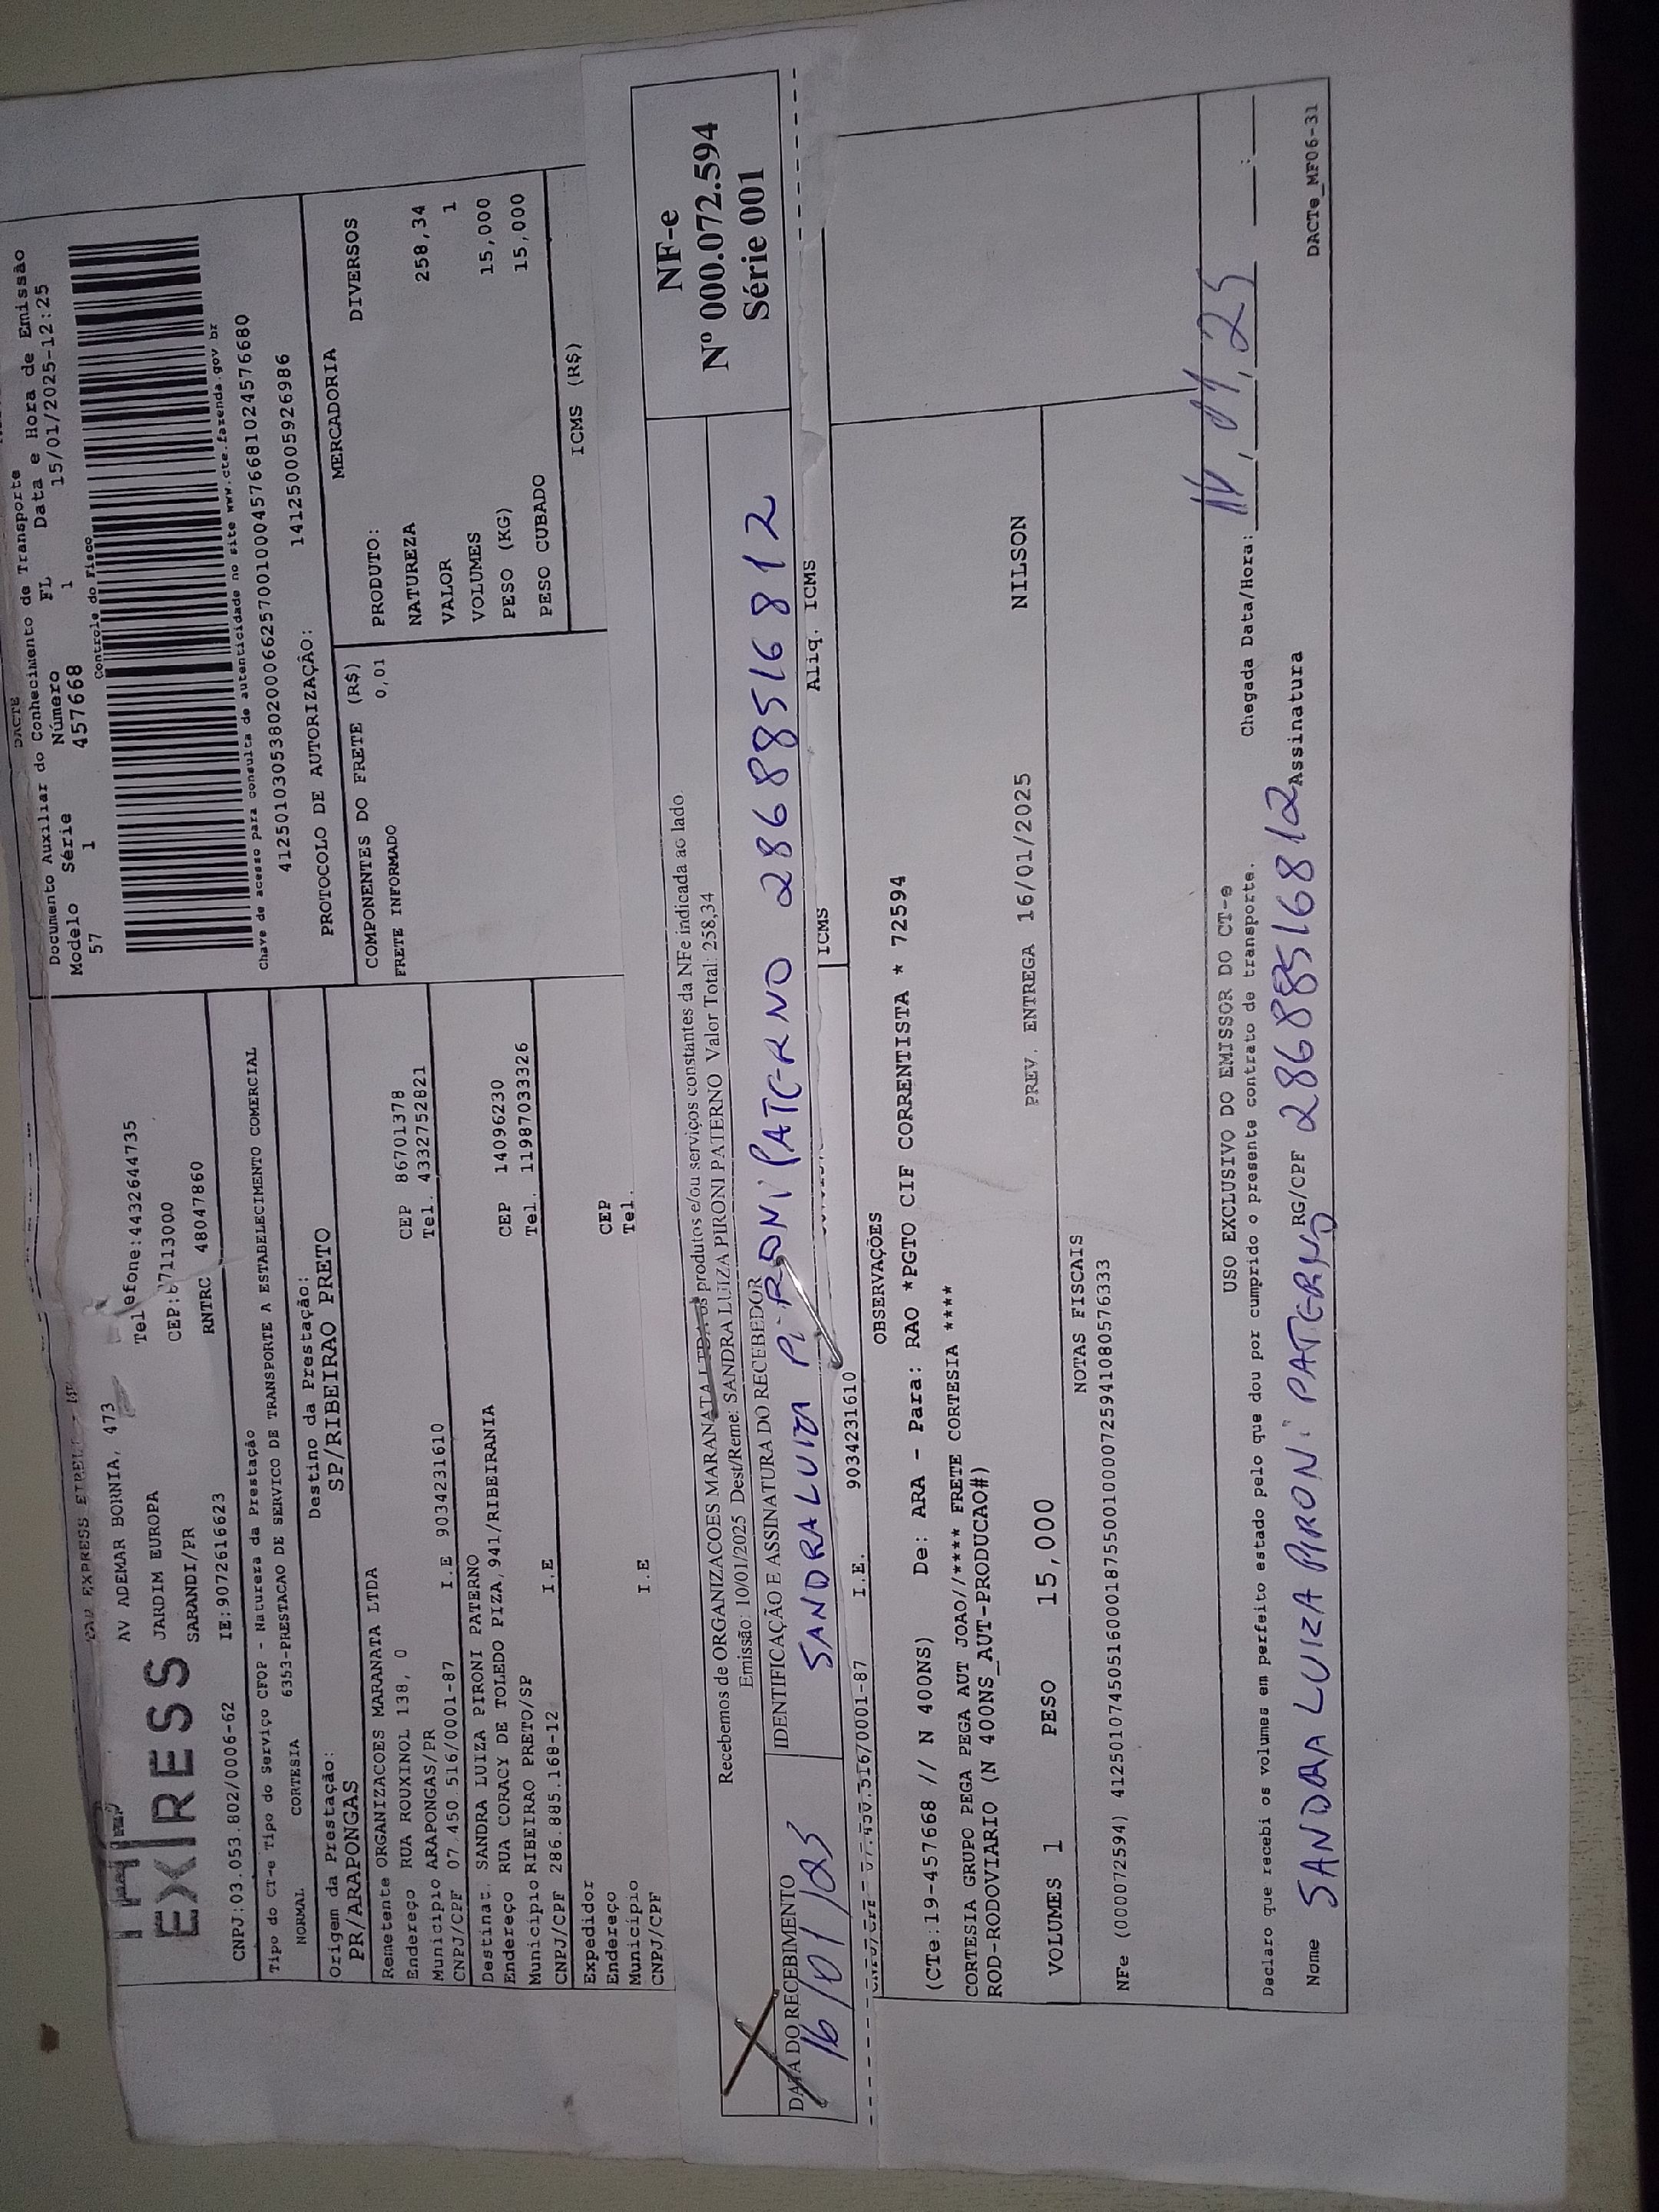 DACTE
Documento Auxiliar do Conhecimento de Transporte
Modelo Série Número FL Data e Hora de Emissão
57 1 457668 1 15/01/2025-12:25
Controle do Fisco
Chave de acesso para consulta de autenticidade no site www.cte.fazenda.gov.br
41250103053802000662570010004576681024576680
PROTOCOLO DE AUTORIZAÇÃO: 141250005926986
EXPRESS
AV ADEMAR BORNIA, 473
JARDIM EUROPA
SARANDI/PR
Telefone:4432644735
CEP:87113000
CNPJ:03.053.802/0006-62 IE:9072616623 RNTRC 48047860
Tipo do CT-e Tipo do Serviço CFOP - Natureza da Prestação
NORMAL CORTESIA 6353-PRESTACAO DE SERVICO DE TRANSPORTE A ESTABELECIMENTO COMERCIAL
Origem da Prestação: Destino da Prestação:
PR/ARAPONGAS SP/RIBEIRAO PRETO
Remetente ORGANIZACOES MARANATA LTDA
Endereço RUA ROUXINOL 138, 0 CEP 86701378
Município ARAPONGAS/PR Tel. 4332752821
CNPJ/CPF 07.450.516/0001-87 I.E 9034231610
Destinat. SANDRA LUIZA PIRONI PATERNO
Endereço RUA CORACY DE TOLEDO PIZA,941/RIBEIRANIA CEP 14096230
Município RIBEIRAO PRETO/SP Tel. 11987033326
CNPJ/CPF 286.885.168-12 I.E
Expedidor
Endereço CEP
Município Tel.
CNPJ/CPF I.E
COMPONENTES DO FRETE (R$)
FRETE INFORMADO 0,01
MERCADORIA
PRODUTO: DIVERSOS
NATUREZA
VALOR 258,34
VOLUMES 1
PESO (KG) 15,000
PESO CUBADO 15,000
ICMS (R$)
Recebemos de ORGANIZACOES MARANATA LTDA os produtos e/ou serviços constantes da NFe indicada ao lado.
Emissão: 10/01/2025 Dest/Reme: SANDRA LUIZA PIRONI PATERNO Valor Total: 258,34
DATA DO RECEBIMENTO IDENTIFICAÇÃO E ASSINATURA DO RECEBEDOR
16/01/25 SANDRA LUIZA PIRONI PATERNO 28688516812
NF-e
Nº 000.072.594
Série 001
CNPJ/CPF 07.450.516/0001-87 I.E. 9034231610 ICMS Aliq. ICMS
OBSERVAÇÕES
(CTe:19-457668 // N 400NS) De: ARA - Para: RAO *PGTO CIF CORRENTISTA * 72594
CORTESIA GRUPO PEGA PEGA AUT JOAO//**** FRETE CORTESIA ****
ROD-RODOVIARIO (N 400NS_AUT-PRODUCAO#)
VOLUMES 1 PESO 15,000 PREV. ENTREGA 16/01/2025 NILSON
NOTAS FISCAIS
NFe (000072594) 41250107450516000187550010000725941080576333
USO EXCLUSIVO DO EMISSOR DO CT-e
Declaro que recebi os volumes em perfeito estado pelo que dou por cumprido o presente contrato de transporte. Chegada Data/Hora:
Nome SANDRA LUIZA PIRONI PATERNO RG/CPF 28688516812 Assinatura
DACTe_MF06-31